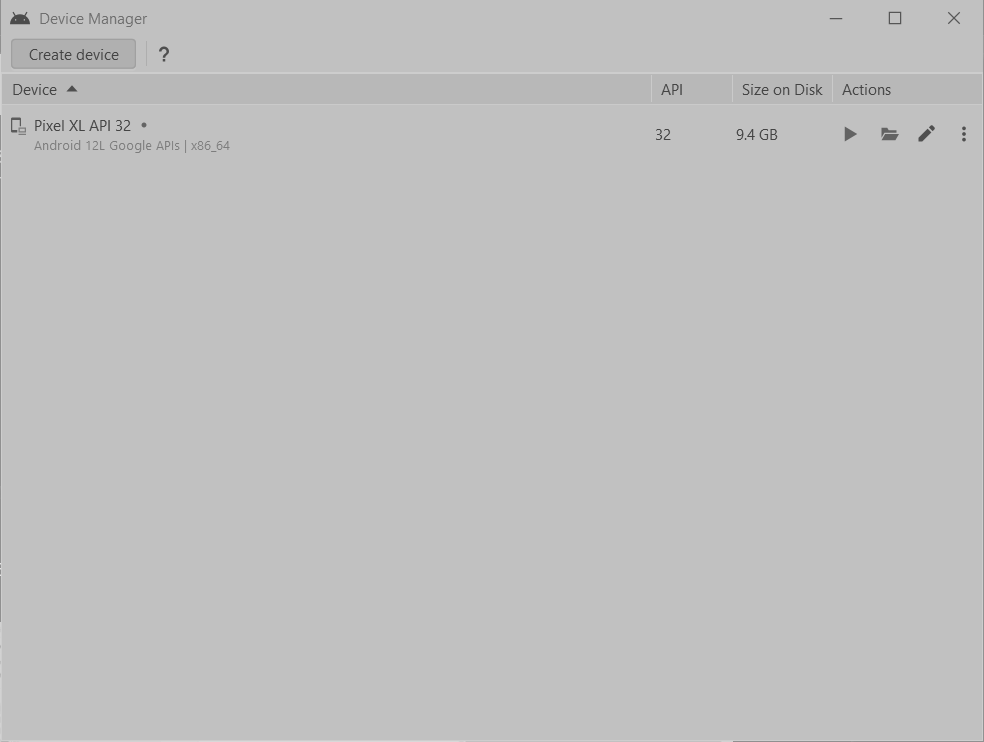 Device Manager
Create device ?
Device API Size on Disk Actions
Pixel XL API 32 • 32 9.4 GB
Android 12L Google APIs | x86_64